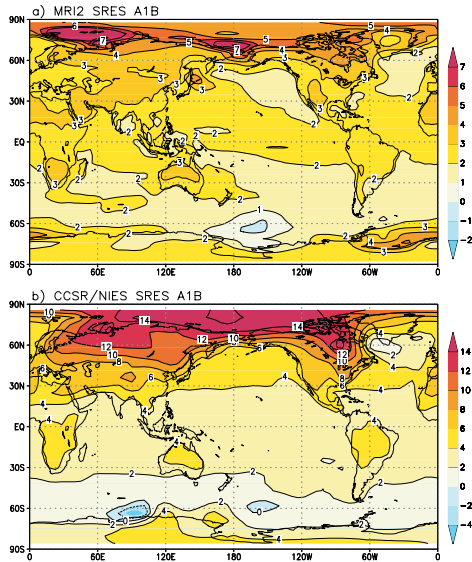 a) MRI2 SRES A1B
90N
60N
30N
EQ
30S
60S
90S
0 60E 120E 180 120W 60W 0
7
6
5
4
3
2
1
0
-1
-2
b) CCSR/NIES SRES A1B
90N
60N
30N
EQ
30S
60S
90S
0 60E 120E 180 120W 60W 0
14
12
10
8
6
4
2
0
-2
-4